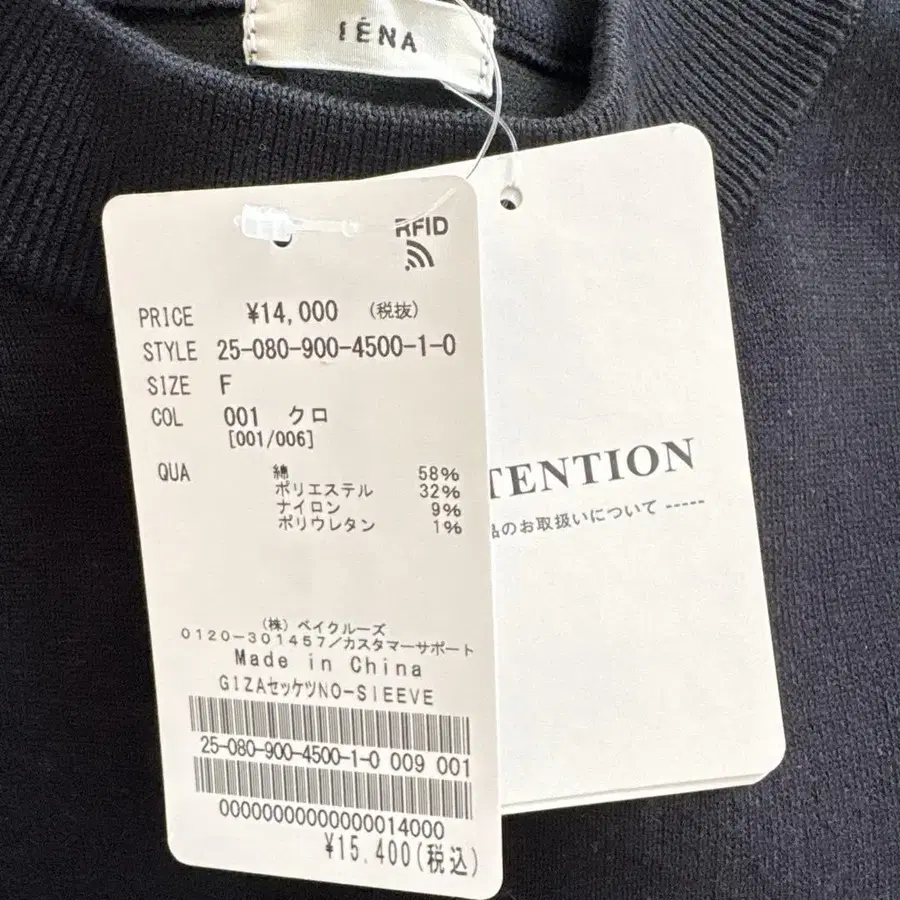 IÉNA
RFID
PRICE ¥14,000 (税抜)
STYLE 25-080-900-4500-1-0
SIZE F
COL 001 クロ
[001/006]
QUA 綿 58%
ポリエステル 32%
ナイロン 9%
ポリウレタン 1%
(株) ベイクルーズ
0120-301457/カスタマーサポート
Made in China
GIZAセッケツNO-SIEEVE
25-080-900-4500-1-0 009 001
00000000000000014000
¥15,400(税込)
TENTION
品のお取扱いについて -----